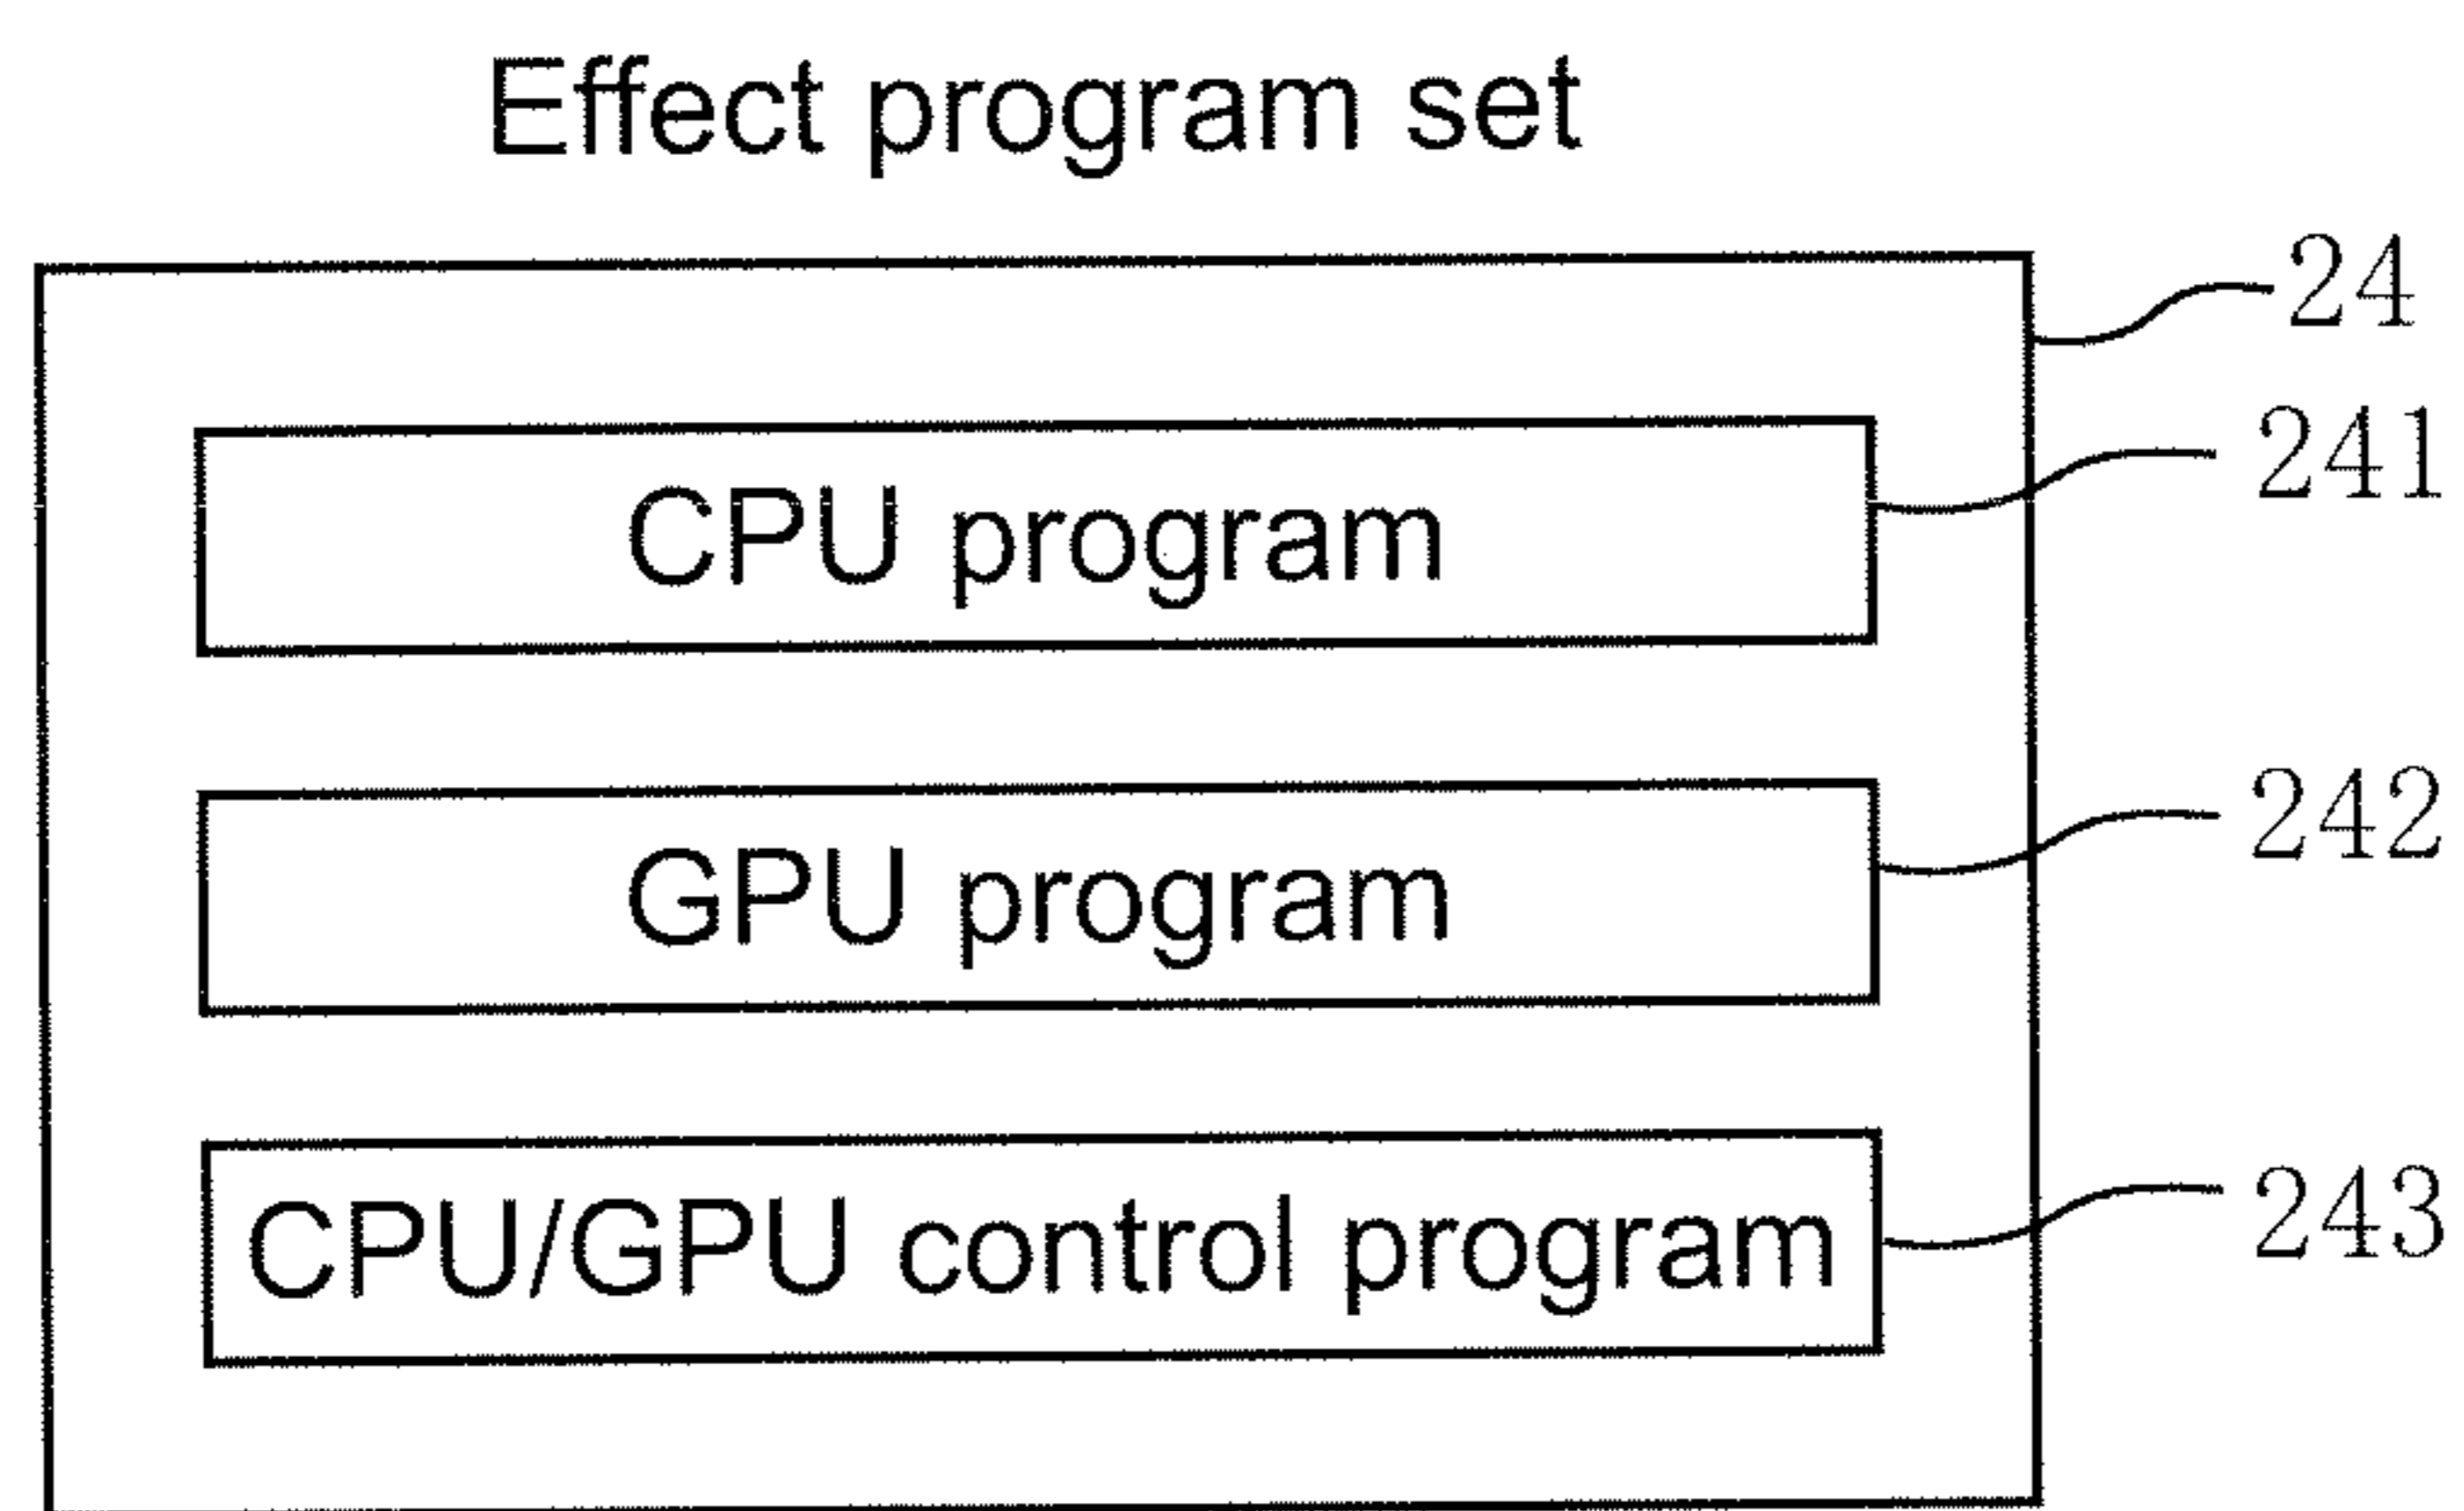 Effect program set
24
241
CPU program
242
GPU program
243
CPU/GPU control program